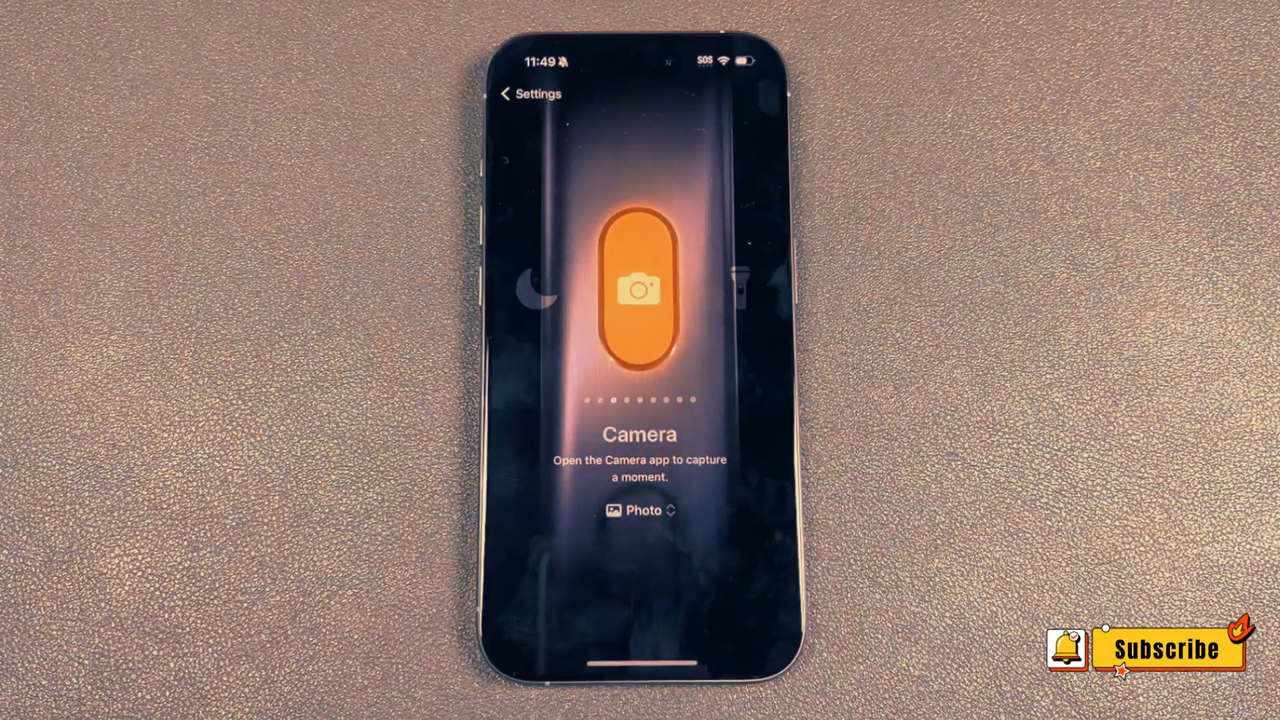 11:49
SOS
Settings
Camera
Open the Camera app to capture
a moment.
Photo
Subscribe